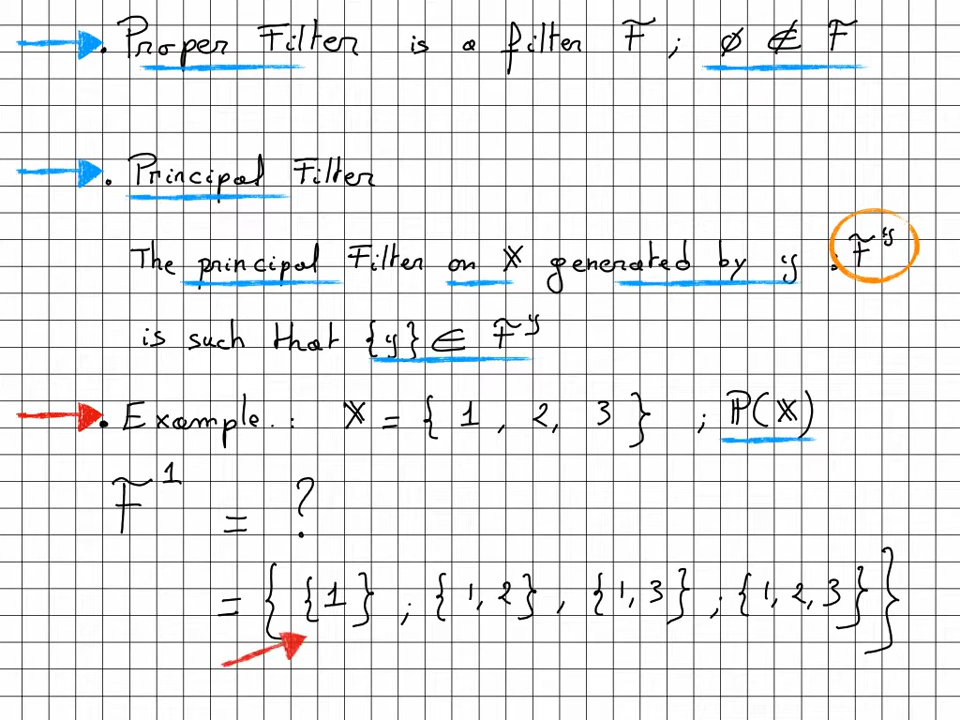 . Proper Filter is a filter F̃ ; ∅ ∉ F̃
. Principal Filter
The principal Filter on X generated by y : F̃ʸ
is such that {y} ∈ F̃ʸ
. Example. : X = { 1 , 2, 3 } ; ℙ(X)
F̃¹ = ?
= { {1} ; { 1, 2} , {1, 3} ; {1, 2, 3} }